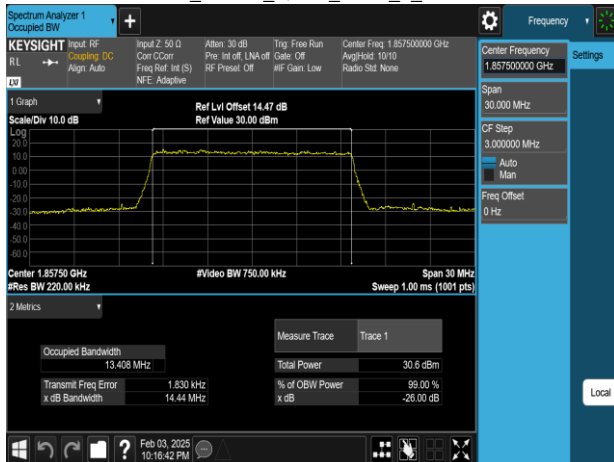 Spectrum Analyzer 1
Occupied BW
Frequency
KEYSIGHT
RL
Input: RF
Coupling: DC
Align: Auto
Input Z: 50 Ω
Corr CCorr
Freq Ref: Int (S)
NFE: Adaptive
Atten: 30 dB
Pre: Int off, LNA off
RF Preset: Off
Trig: Free Run
Gate: Off
#IF Gain: Low
Center Freq: 1.857500000 GHz
Avg|Hold: 10/10
Radio Std: None
1 Graph
Scale/Div 10.0 dB
Ref Lvl Offset 14.47 dB
Ref Value 30.00 dBm
Log
20.0
10.0
0.00
-10.0
-20.0
-30.0
-40.0
-50.0
-60.0
Center 1.85750 GHz
#Res BW 220.00 kHz
#Video BW 750.00 kHz
Span 30 MHz
Sweep 1.00 ms (1001 pts)
2 Metrics
Measure Trace
Trace 1
Occupied Bandwidth
13.408 MHz
Total Power
30.6 dBm
Transmit Freq Error
1.830 kHz
% of OBW Power
99.00 %
x dB Bandwidth
14.44 MHz
x dB
-26.00 dB
Center Frequency
1.857500000 GHz
Settings
Span
30.000 MHz
CF Step
3.000000 MHz
Auto
Man
Freq Offset
0 Hz
Local
Feb 03, 2025
10:16:42 PM